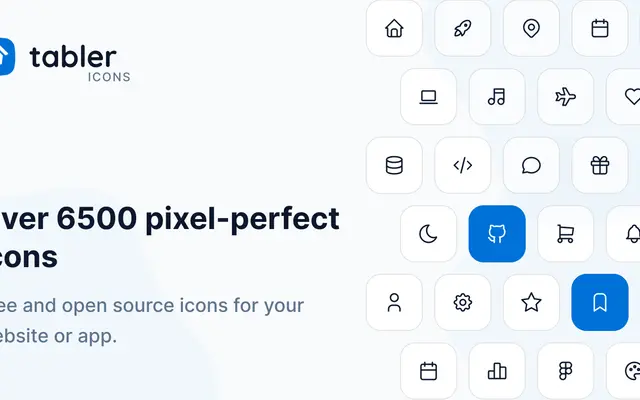 tabler
ICONS
ver 6500 pixel-perfect
cons
ee and open source icons for your
ebsite or app.